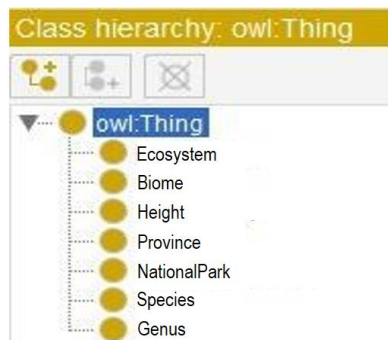 Class hierarchy: owl:Thing
owl:Thing
Ecosystem
Biome
Height
Province
NationalPark
Species
Genus